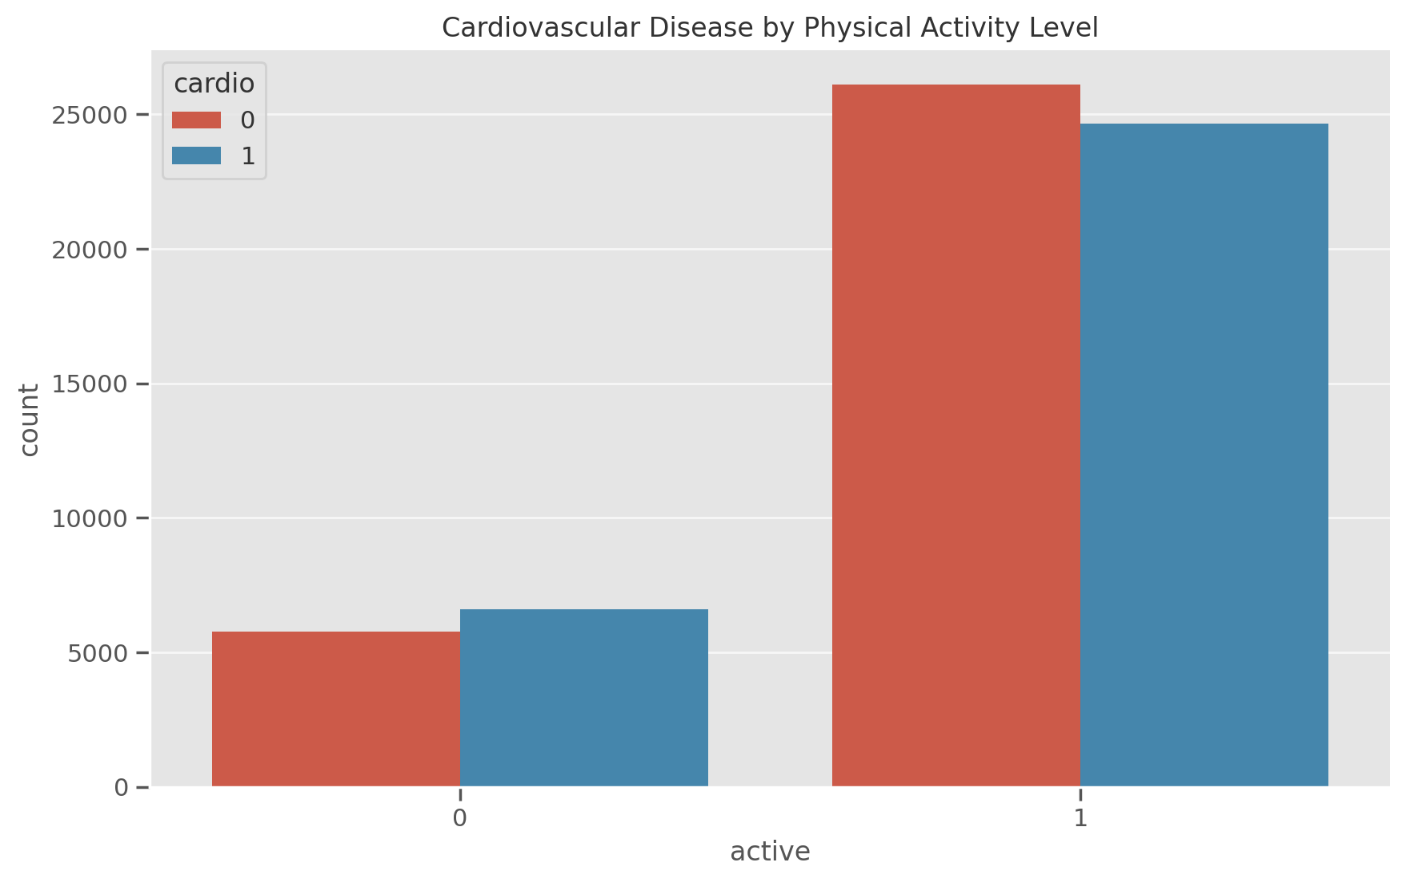 Cardiovascular Disease by Physical Activity Level
cardio
0
1
25000
20000
15000
10000
5000
0
count
0
1
active